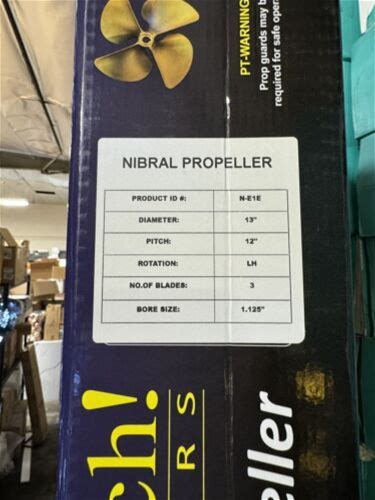 PT-WARNING
Prop guards may b
required for safe oper
NIBRAL PROPELLER
PRODUCT ID #: N-E1E
DIAMETER: 13"
PITCH: 12"
ROTATION: LH
NO.OF BLADES: 3
BORE SIZE: 1.125"
ch!
RS
eller